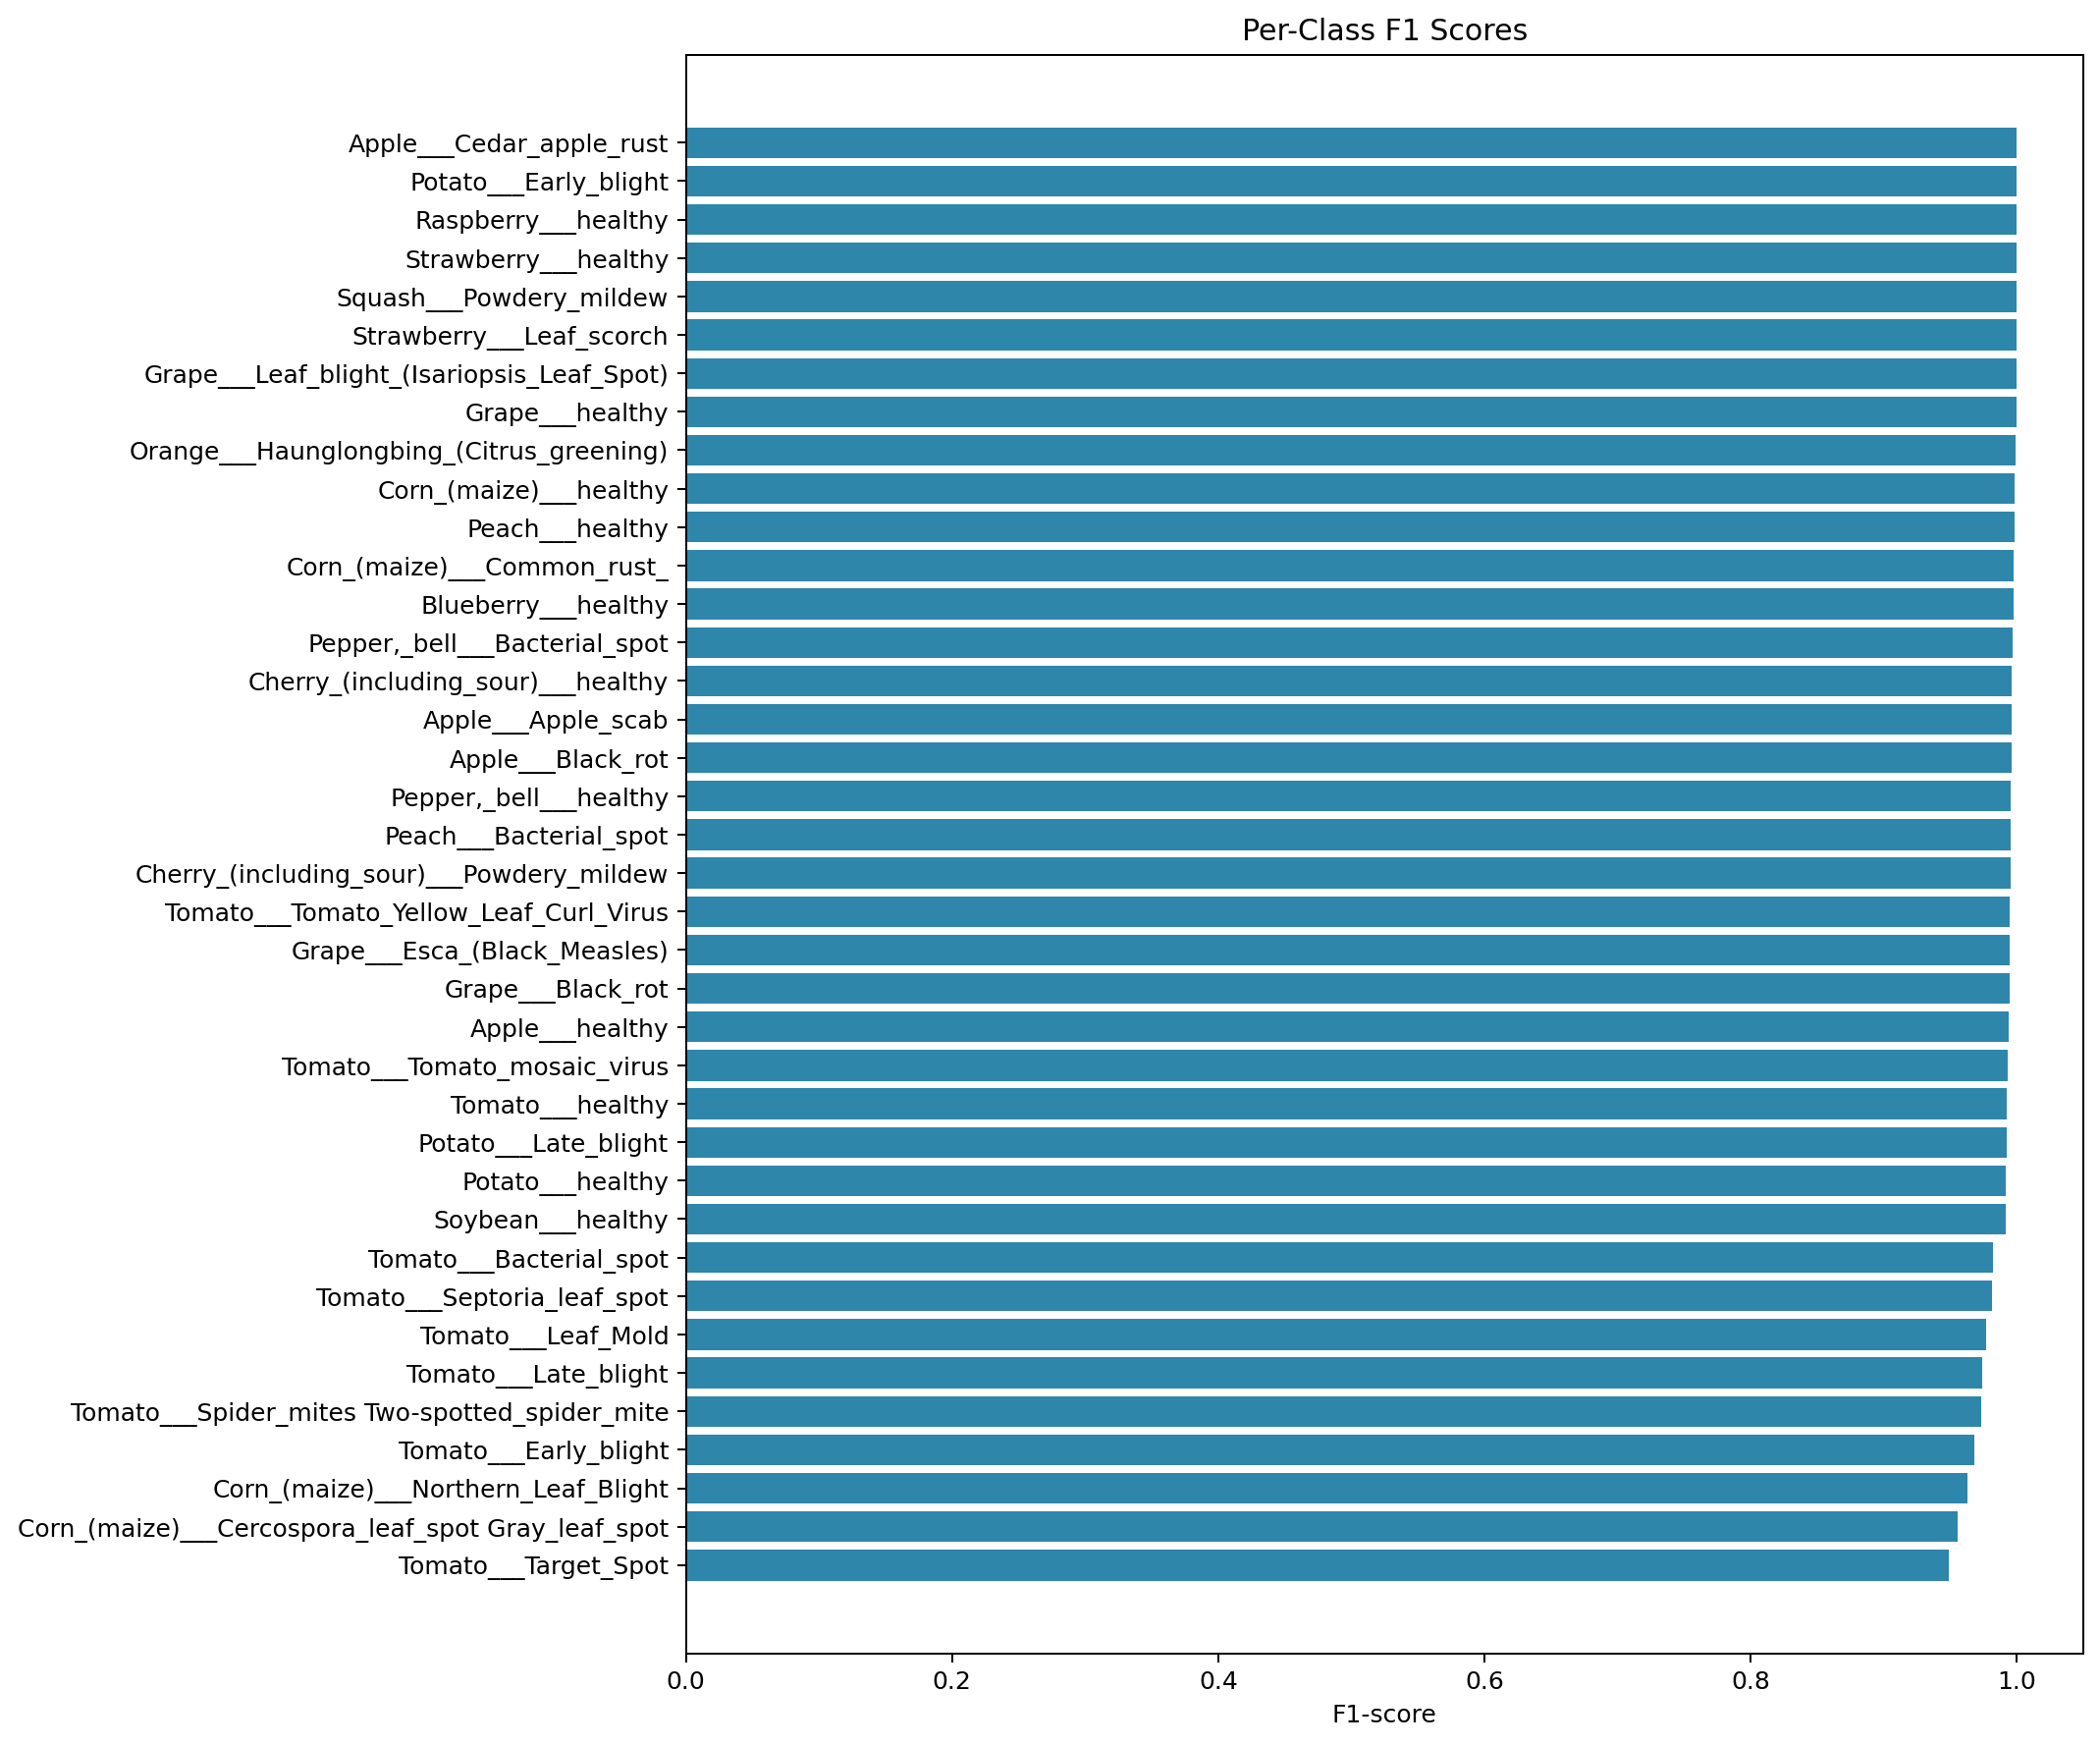 Per-Class F1 Scores
Apple___Cedar_apple_rust
Potato___Early_blight
Raspberry___healthy
Strawberry___healthy
Squash___Powdery_mildew
Strawberry___Leaf_scorch
Grape___Leaf_blight_(Isariopsis_Leaf_Spot)
Grape___healthy
Orange___Haunglongbing_(Citrus_greening)
Corn_(maize)___healthy
Peach___healthy
Corn_(maize)___Common_rust_
Blueberry___healthy
Pepper,_bell___Bacterial_spot
Cherry_(including_sour)___healthy
Apple___Apple_scab
Apple___Black_rot
Pepper,_bell___healthy
Peach___Bacterial_spot
Cherry_(including_sour)___Powdery_mildew
Tomato___Tomato_Yellow_Leaf_Curl_Virus
Grape___Esca_(Black_Measles)
Grape___Black_rot
Apple___healthy
Tomato___Tomato_mosaic_virus
Tomato___healthy
Potato___Late_blight
Potato___healthy
Soybean___healthy
Tomato___Bacterial_spot
Tomato___Septoria_leaf_spot
Tomato___Leaf_Mold
Tomato___Late_blight
Tomato___Spider_mites Two-spotted_spider_mite
Tomato___Early_blight
Corn_(maize)___Northern_Leaf_Blight
Corn_(maize)___Cercospora_leaf_spot Gray_leaf_spot
Tomato___Target_Spot
0.0 0.2 0.4 0.6 0.8 1.0
F1-score